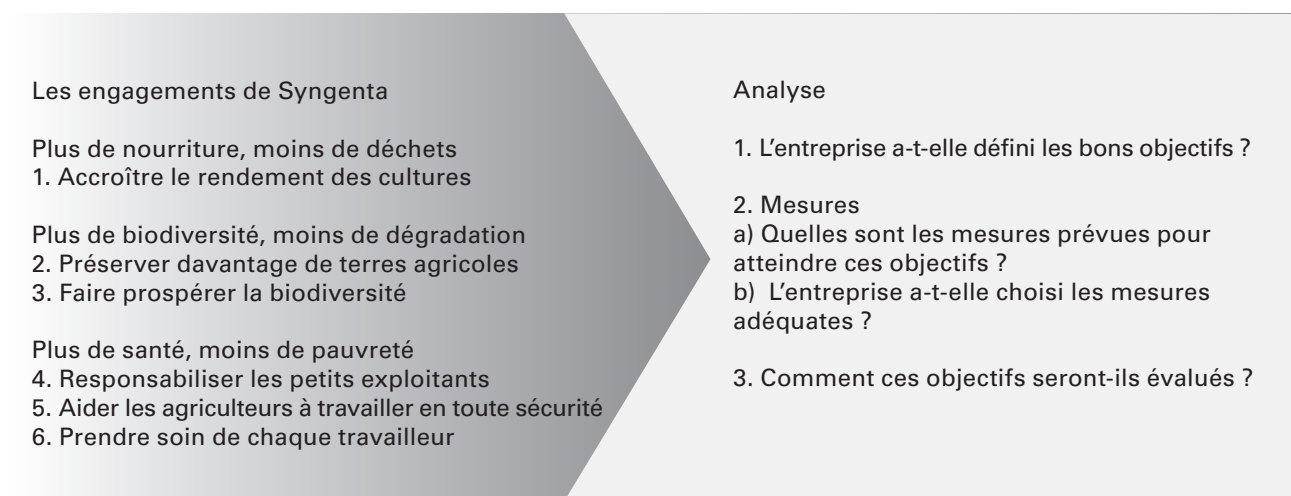 Les engagements de Syngenta
Plus de nourriture, moins de déchets
1. Accroître le rendement des cultures
Plus de biodiversité, moins de dégradation
2. Préserver davantage de terres agricoles
3. Faire prospérer la biodiversité
Plus de santé, moins de pauvreté
4. Responsabiliser les petits exploitants
5. Aider les agriculteurs à travailler en toute sécurité
6. Prendre soin de chaque travailleur
Analyse
1. L'entreprise a-t-elle défini les bons objectifs ?
2. Mesures
a) Quelles sont les mesures prévues pour
atteindre ces objectifs ?
b) L'entreprise a-t-elle choisi les mesures
adéquates ?
3. Comment ces objectifs seront-ils évalués ?